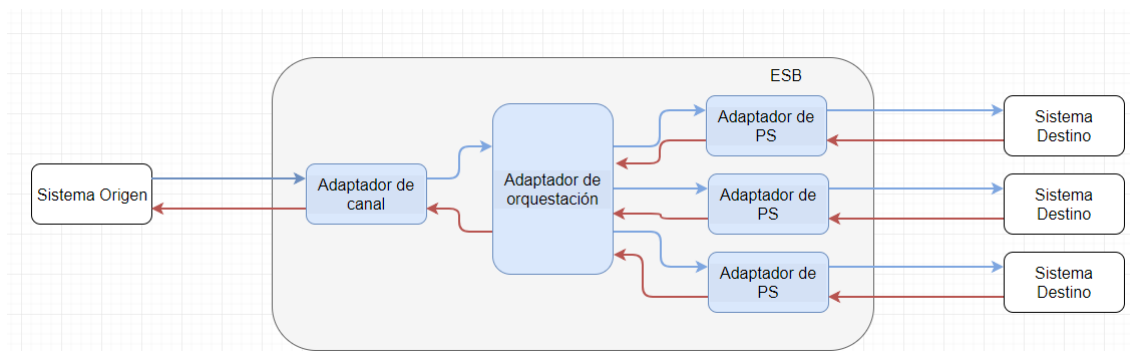 ESB
Sistema Origen
Adaptador de
canal
Adaptador de
orquestación
Adaptador de
PS
Sistema
Destino
Adaptador de
PS
Sistema
Destino
Adaptador de
PS
Sistema
Destino